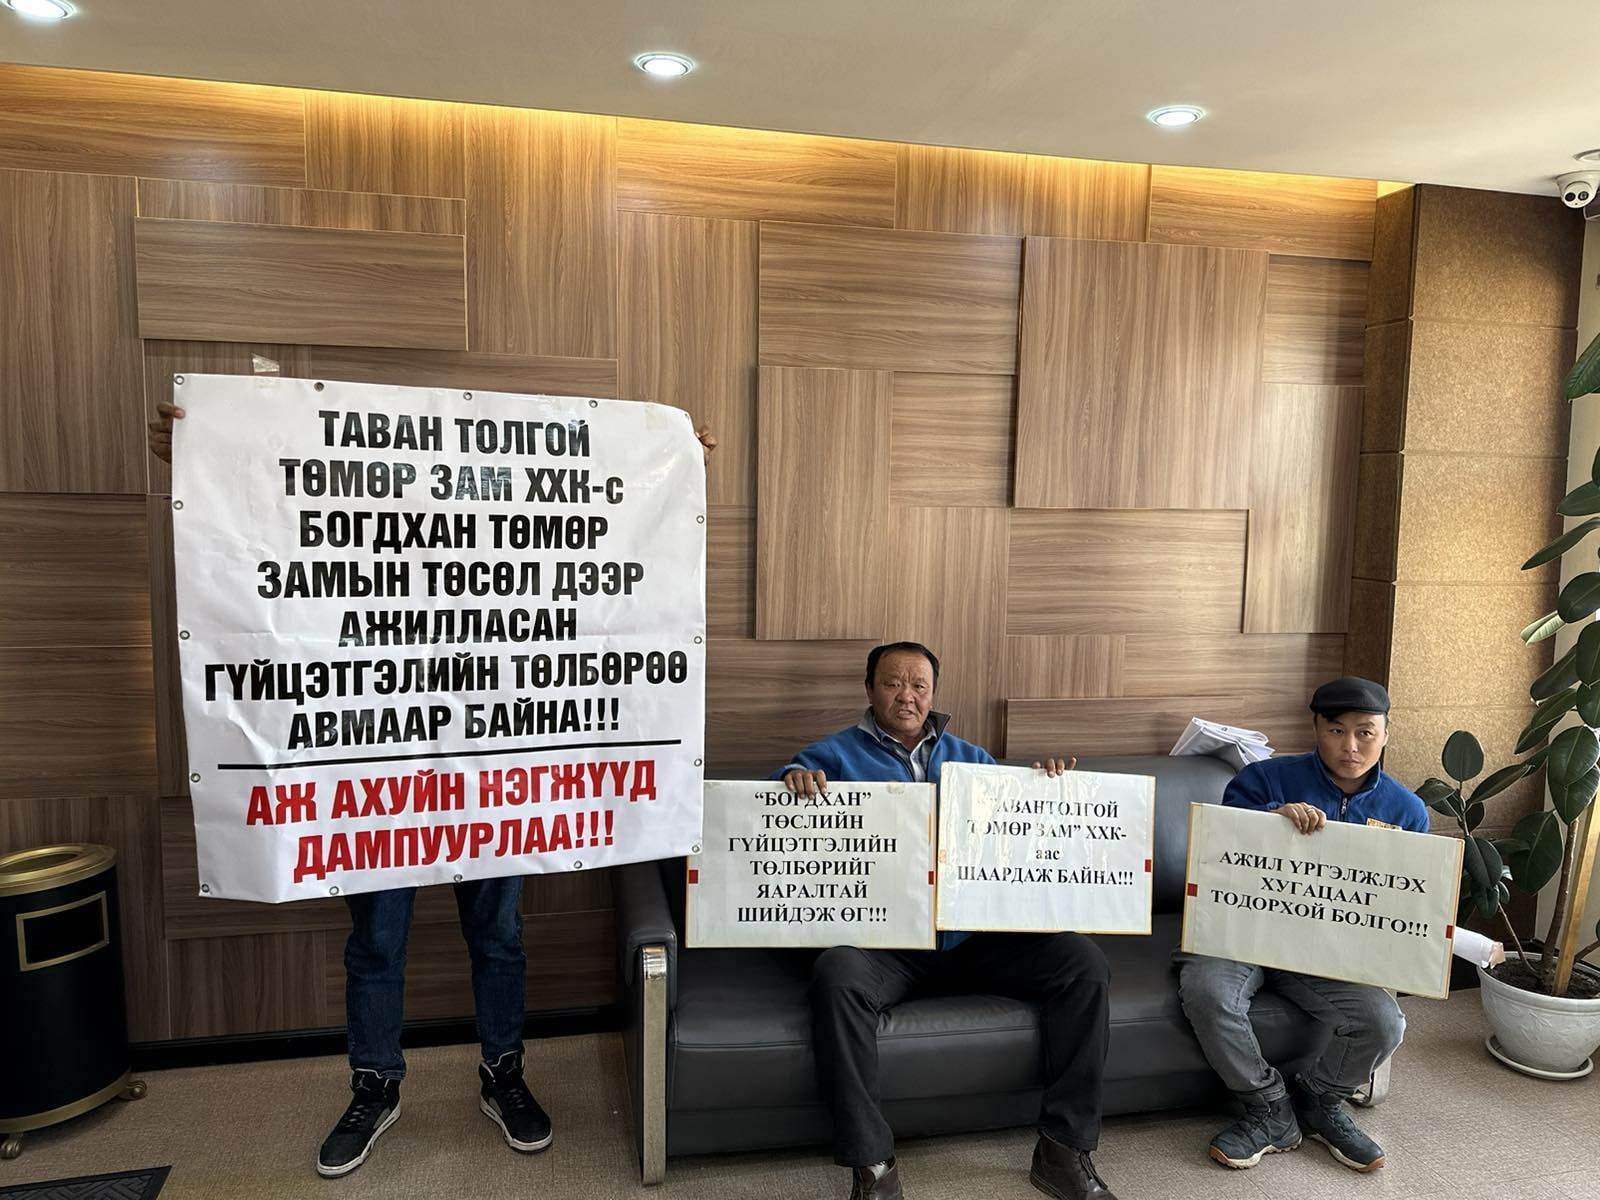 ТАВАН ТОЛГОЙ
ТӨМӨР ЗАМ ХХК-с
БОГДХАН ТӨМӨР
ЗАМЫН ТӨСӨЛ ДЭЭР
АЖИЛЛАСАН
ГҮЙЦЭТГЭЛИЙН ТӨЛБӨРӨӨ
АВМААР БАЙНА!!!
АЖ АХУЙН НЭГЖҮҮД
ДАМПУУРЛАА!!!
“БОГДХАН”
ТӨСЛИЙН
ГҮЙЦЭТГЭЛИЙН
ТӨЛБӨРИЙГ
ЯАРАЛТАЙ
ШИЙДЭЖ ӨГ!!!
“ТАВАНТОЛГОЙ
ТӨМӨР ЗАМ” ХХК-
аас
ШААРДАЖ БАЙНА!!!
АЖИЛ ҮРГЭЛЖЛЭХ
ХУГАЦААГ
ТОДОРХОЙ БОЛГО!!!